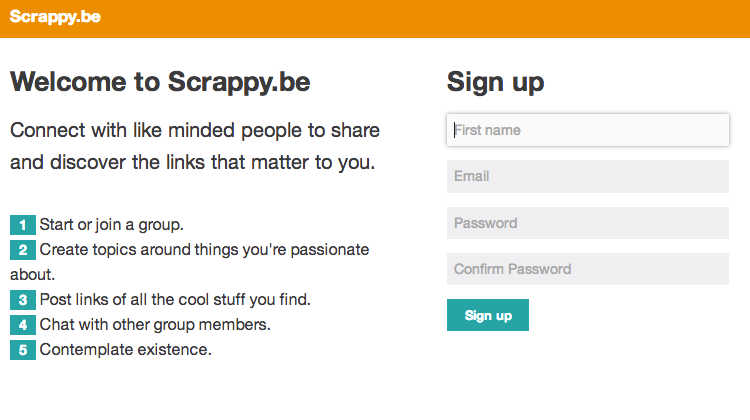 Scrappy.be
Welcome to Scrappy.be
Connect with like minded people to share
and discover the links that matter to you.
1 Start or join a group.
2 Create topics around things you're passionate
about.
3 Post links of all the cool stuff you find.
4 Chat with other group members.
5 Contemplate existence.
Sign up
First name
Email
Password
Confirm Password
Sign up